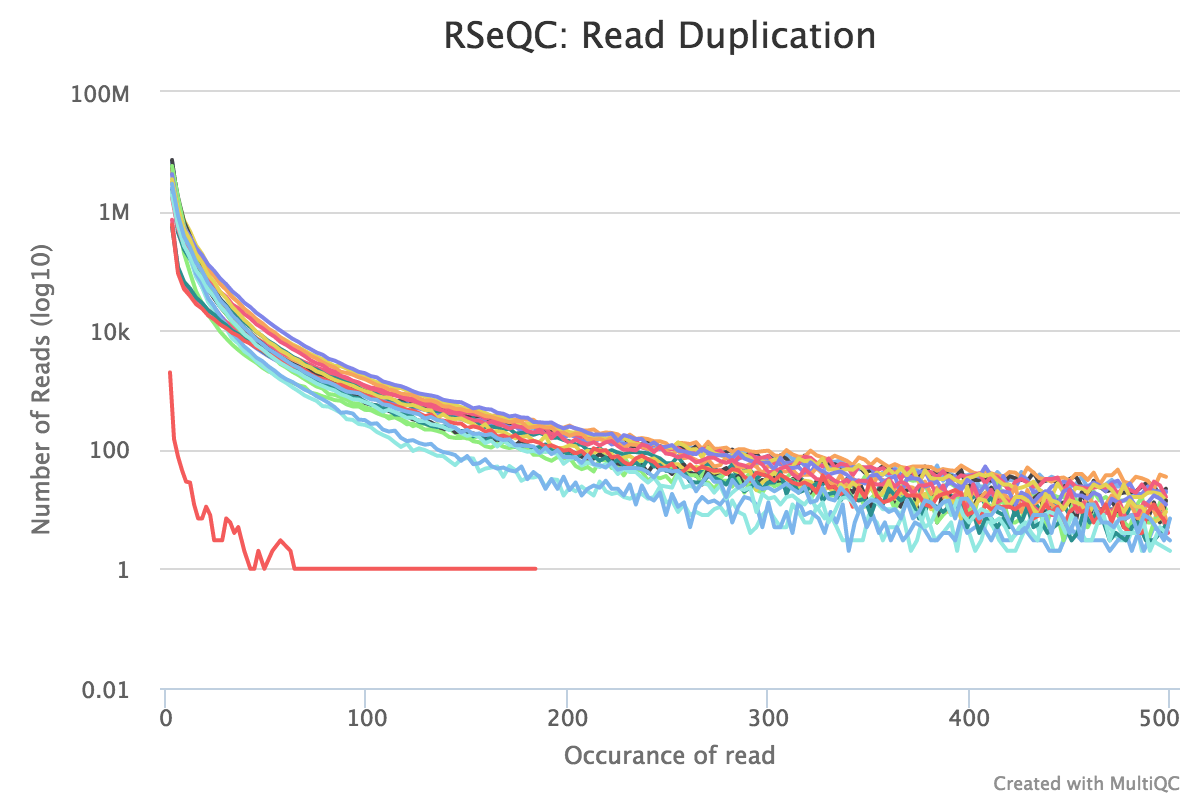 RSeQC: Read Duplication
Number of Reads (log10)
100M
1M
10k
100
1
0.01
0 100 200 300 400 500
Occurance of read
Created with MultiQC